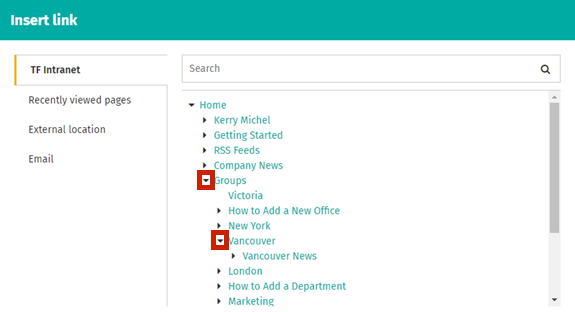 Insert link
TF Intranet
Recently viewed pages
External location
Email
Search
Home
Kerry Michel
Getting Started
RSS Feeds
Company News
Groups
Victoria
How to Add a New Office
New York
Vancouver
Vancouver News
London
How to Add a Department
Marketing